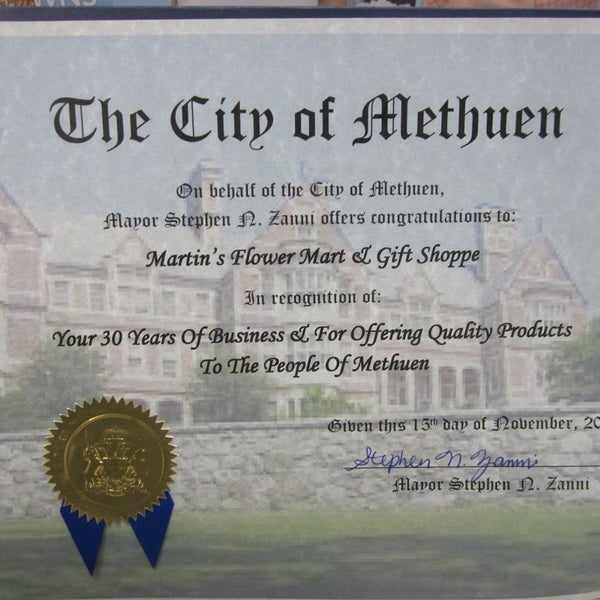 The City of Methuen
On behalf of the City of Methuen,
Mayor Stephen N. Zanni offers congratulations to:
Martin's Flower Mart & Gift Shoppe
In recognition of:
Your 30 Years Of Business & For Offering Quality Products
To The People Of Methuen
Given this 15th day of November, 20
Stephen N. Zanni
Mayor Stephen N. Zanni